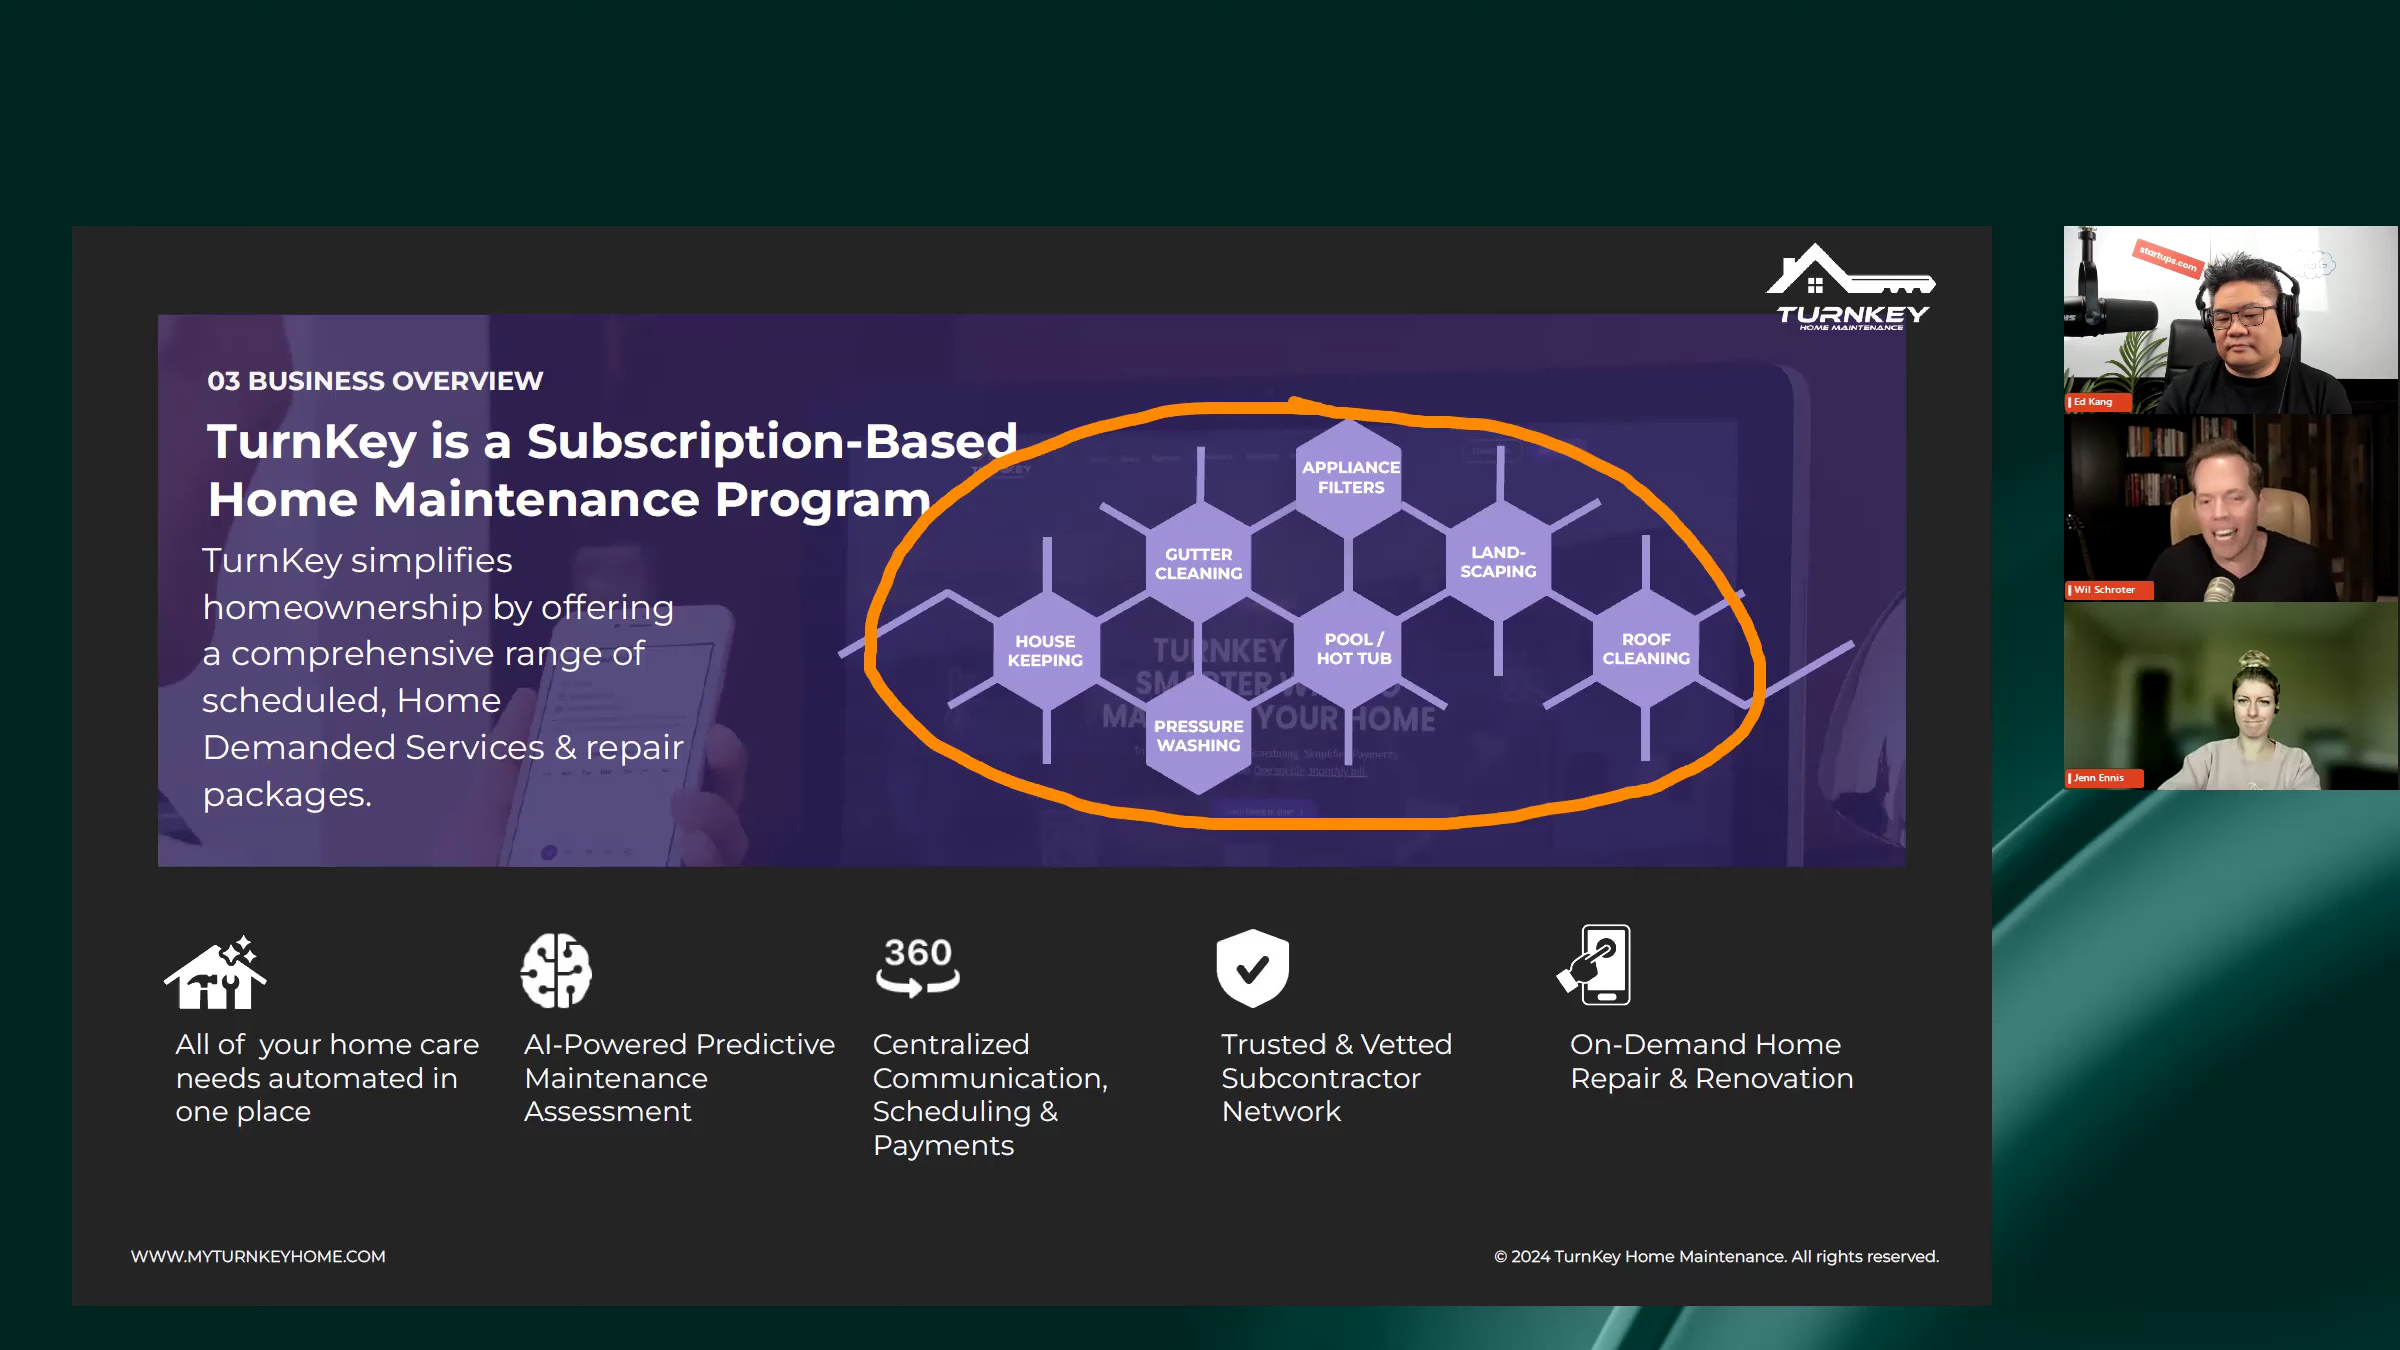 TURNKEY
HOME MAINTENANCE
03 BUSINESS OVERVIEW
TurnKey is a Subscription-Based
Home Maintenance Program
TurnKey simplifies
homeownership by offering
a comprehensive range of
scheduled, Home
Demanded Services & repair
packages.
APPLIANCE
FILTERS
GUTTER
CLEANING
LAND-
SCAPING
HOUSE
KEEPING
POOL /
HOT TUB
ROOF
CLEANING
PRESSURE
WASHING
TURNKEY
YOUR HOME
All of  your home care
needs automated in
one place
AI-Powered Predictive
Maintenance
Assessment
360
Centralized
Communication,
Scheduling &
Payments
Trusted & Vetted
Subcontractor
Network
On-Demand Home
Repair & Renovation
WWW.MYTURNKEYHOME.COM
© 2024 TurnKey Home Maintenance. All rights reserved.
startups.com
Ed Kang
Wil Schroter
Jenn Ennis